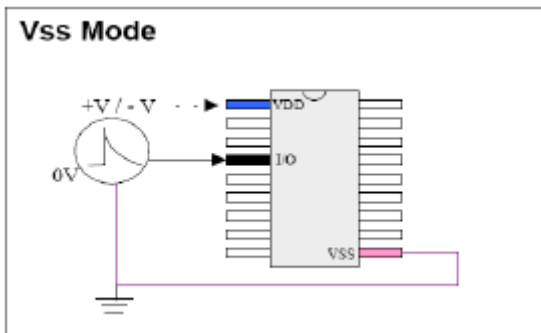 Vss Mode
+V / - V
VDD
I/O
0V
VSS